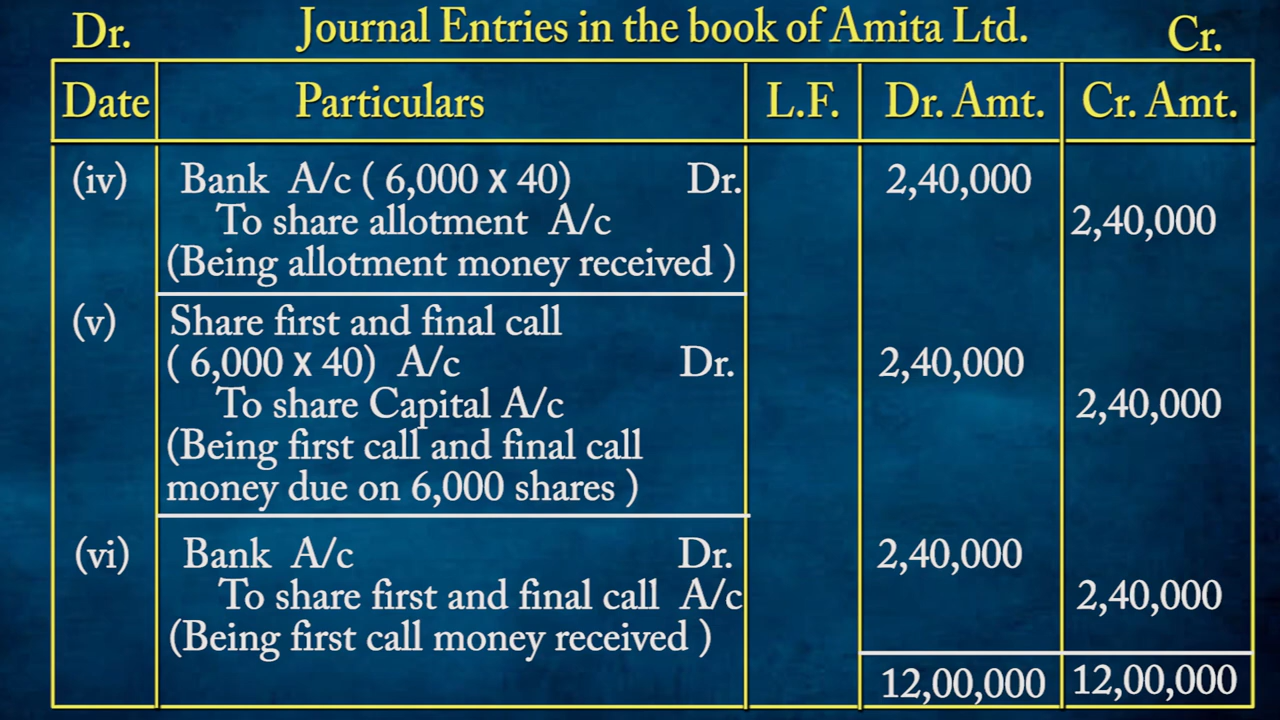 Dr. Journal Entries in the book of Amita Ltd. Cr.
Date Particulars L.F. Dr. Amt. Cr. Amt.
(iv) Bank A/c ( 6,000 x 40) Dr. 2,40,000
To share allotment A/c 2,40,000
(Being allotment money received )
(v) Share first and final call
( 6,000 x 40) A/c Dr. 2,40,000
To share Capital A/c 2,40,000
(Being first call and final call
money due on 6,000 shares )
(vi) Bank A/c Dr. 2,40,000
To share first and final call A/c 2,40,000
(Being first call money received )
12,00,000 12,00,000